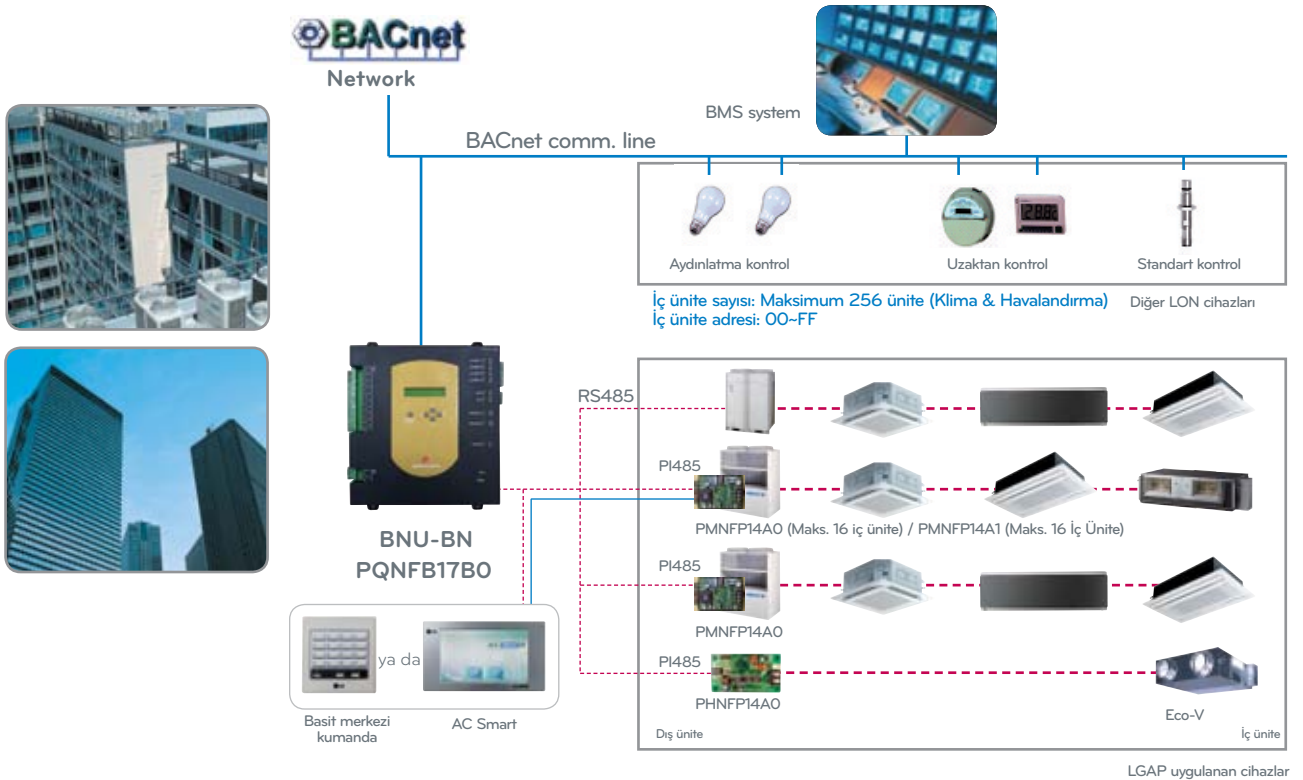 BACnet
Network
BMS system
BACnet comm. line
Aydınlatma kontrol
Uzaktan kontrol
Standart kontrol
İç ünite sayısı: Maksimum 256 ünite (Klima & Havalandırma)
Diğer LON cihazları
İç ünite adresi: 00~FF
RS485
PI485
PMNFP14A0 (Maks. 16 iç ünite) / PMNFP14A1 (Maks. 16 İç Ünite)
BNU-BN
PQNFB17B0
PI485
PMNFP14A0
ya da
PI485
PHNFP14A0
Eco-V
Basit merkezi
kumanda
AC Smart
Dış ünite
İç ünite
LGAP uygulanan cihazlar